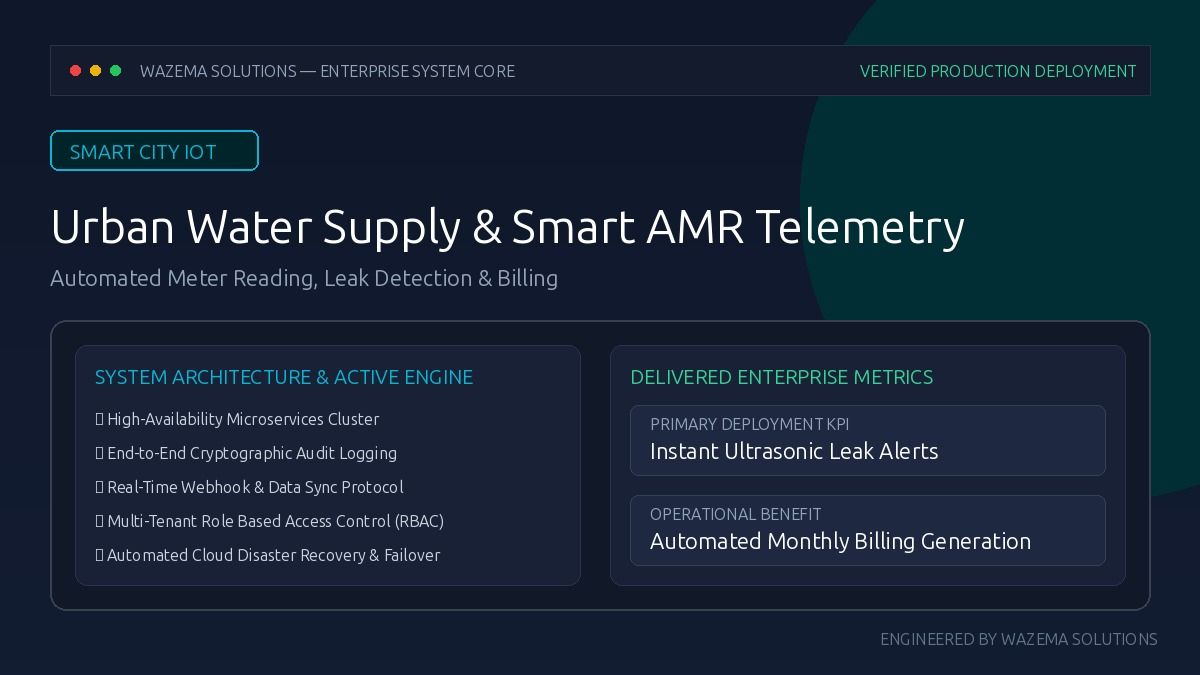 WAZEMA SOLUTIONS — ENTERPRISE SYSTEM CORE
VERIFIED PRODUCTION DEPLOYMENT
SMART CITY IOT
Urban Water Supply & Smart AMR Telemetry
Automated Meter Reading, Leak Detection & Billing
SYSTEM ARCHITECTURE & ACTIVE ENGINE
High-Availability Microservices Cluster
End-to-End Cryptographic Audit Logging
Real-Time Webhook & Data Sync Protocol
Multi-Tenant Role Based Access Control (RBAC)
Automated Cloud Disaster Recovery & Failover
DELIVERED ENTERPRISE METRICS
PRIMARY DEPLOYMENT KPI
Instant Ultrasonic Leak Alerts
OPERATIONAL BENEFIT
Automated Monthly Billing Generation
ENGINEERED BY WAZEMA SOLUTIONS